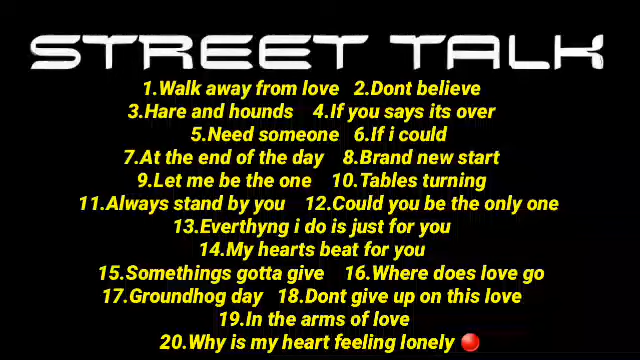 STREET TALK
1.Walk away from love 2.Dont believe
3.Hare and hounds 4.If you says its over
5.Need someone 6.If i could
7.At the end of the day 8.Brand new start
9.Let me be the one 10.Tables turning
11.Always stand by you 12.Could you be the only one
13.Everthyng i do is just for you
14.My hearts beat for you
15.Somethings gotta give 16.Where does love go
17.Groundhog day 18.Dont give up on this love
19.In the arms of love
20.Why is my heart feeling lonely